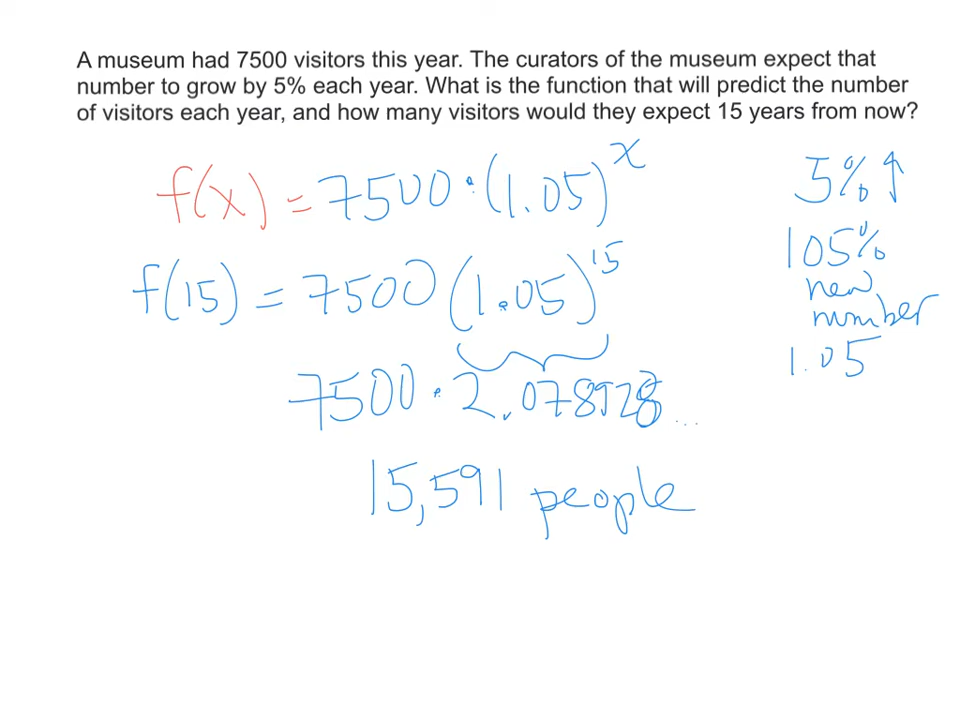 A museum had 7500 visitors this year. The curators of the museum expect that
number to grow by 5% each year. What is the function that will predict the number
of visitors each year, and how many visitors would they expect 15 years from now?
f(x) = 7500 · (1.05)^x
5% ↑
105%
new
number
1.05
f(15) = 7500 (1.05)^15
7500 · 2.078928...
15,591 people